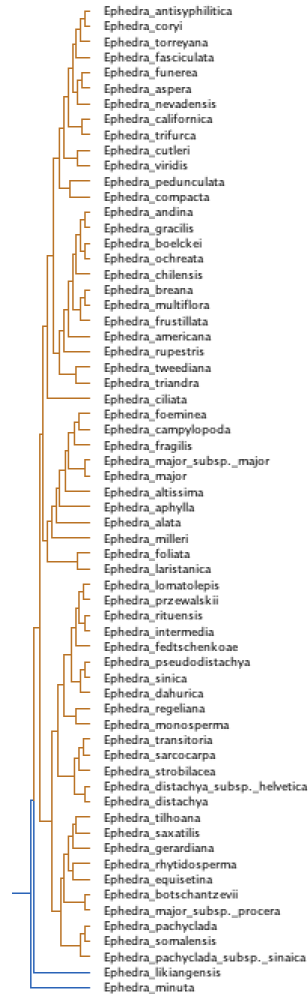 Ephedra_antisyphilitica
Ephedra_coryi
Ephedra_torreyana
Ephedra_fasciculata
Ephedra_funerea
Ephedra_aspera
Ephedra_nevadensis
Ephedra_californica
Ephedra_trifurca
Ephedra_cutleri
Ephedra_viridis
Ephedra_pedunculata
Ephedra_compacta
Ephedra_andina
Ephedra_gracilis
Ephedra_boelckei
Ephedra_ochreata
Ephedra_chilensis
Ephedra_breana
Ephedra_multiflora
Ephedra_frustillata
Ephedra_americana
Ephedra_rupestris
Ephedra_tweediana
Ephedra_triandra
Ephedra_ciliata
Ephedra_foeminea
Ephedra_campylopoda
Ephedra_fragilis
Ephedra_major_subsp._major
Ephedra_major
Ephedra_altissima
Ephedra_aphylla
Ephedra_alata
Ephedra_milleri
Ephedra_foliata
Ephedra_laristanica
Ephedra_lomatolepis
Ephedra_przewalskii
Ephedra_rituensis
Ephedra_intermedia
Ephedra_fedtschenkoae
Ephedra_pseudodistachya
Ephedra_sinica
Ephedra_dahurica
Ephedra_regeliana
Ephedra_monosperma
Ephedra_transitoria
Ephedra_sarcocarpa
Ephedra_strobilacea
Ephedra_distachya_subsp._helvetica
Ephedra_distachya
Ephedra_tilhoana
Ephedra_saxatilis
Ephedra_gerardiana
Ephedra_rhytidosperma
Ephedra_equisetina
Ephedra_botschantzevii
Ephedra_major_subsp._procera
Ephedra_pachyclada
Ephedra_somalensis
Ephedra_pachyclada_subsp._sinaica
Ephedra_likiangensis
Ephedra_minuta